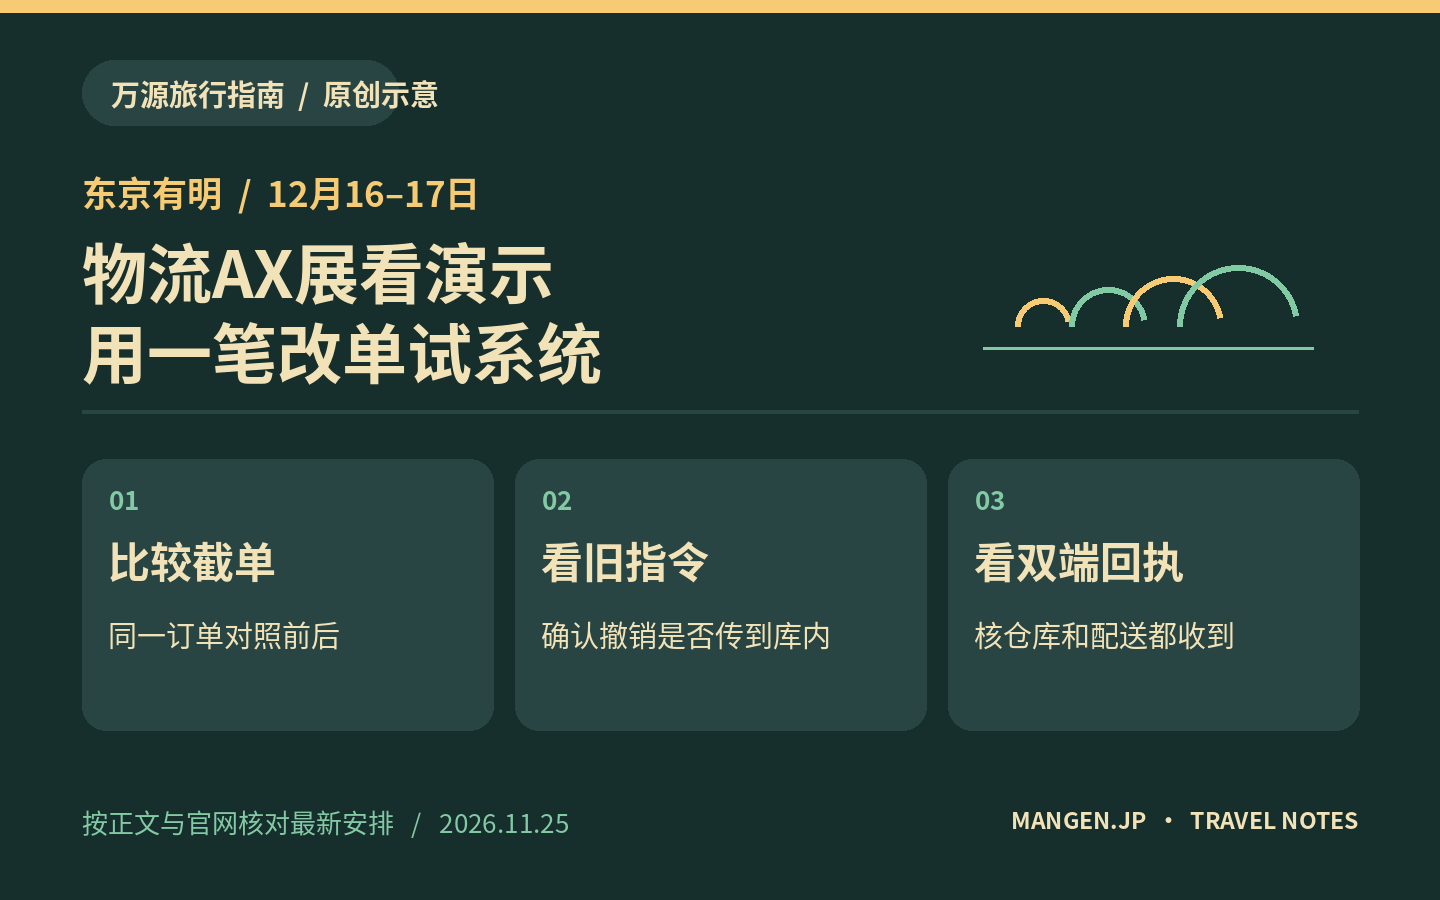 万源旅行指南 / 原创示意
东京有明 / 12月16–17日
物流AX展看演示
用一笔改单试系统
01
比较截单
同一订单对照前后
02
看旧指令
确认撤销是否传到库内
03
看双端回执
核仓库和配送都收到
按正文与官网核对最新安排 / 2026.11.25
MANGEN.JP · TRAVEL NOTES